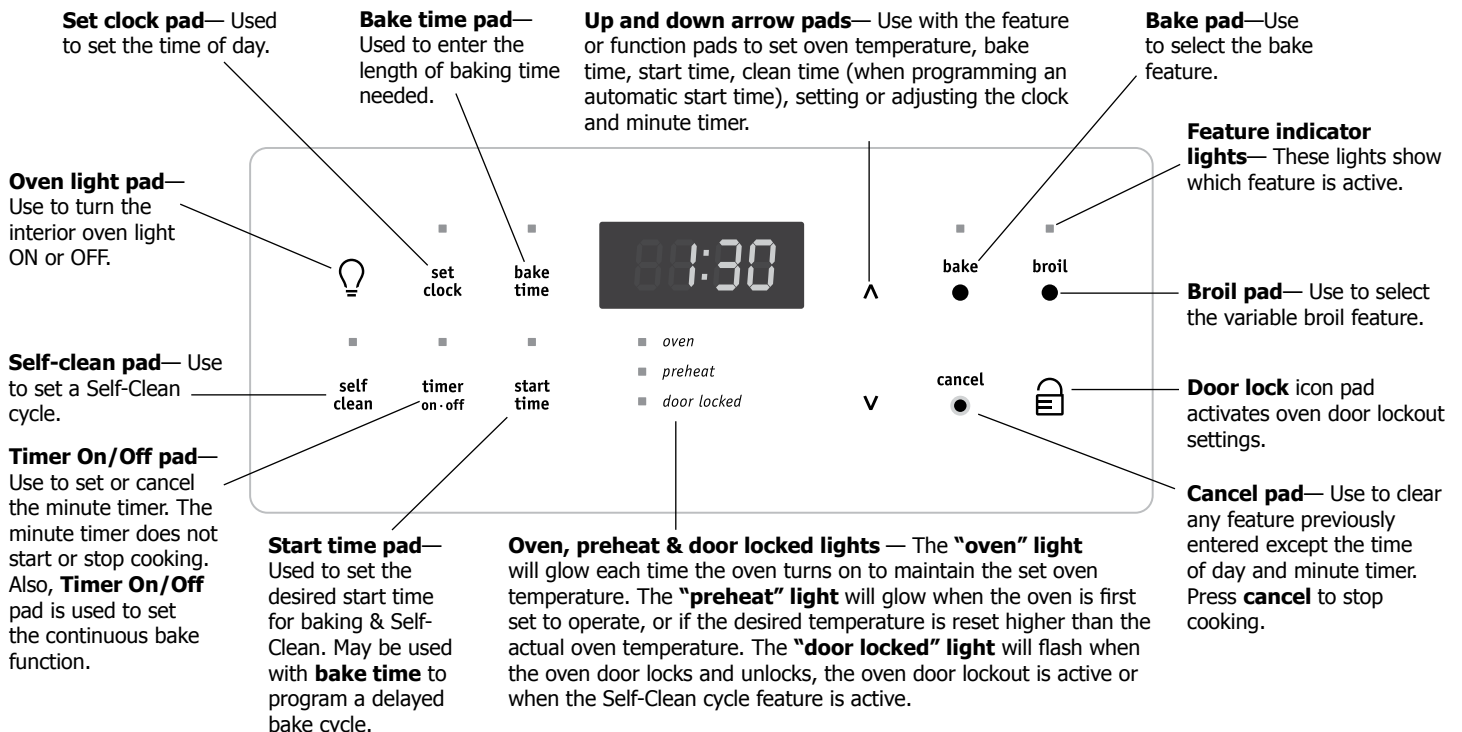 Set clock pad— Used
to set the time of day.
Bake time pad—
Used to enter the
length of baking time
needed.
Up and down arrow pads— Use with the feature
or function pads to set oven temperature, bake
time, start time, clean time (when programming an
automatic start time), setting or adjusting the clock
and minute timer.
Bake pad—Use
to select the bake
feature.
Feature indicator
lights— These lights show
which feature is active.
Oven light pad—
Use to turn the
interior oven light
ON or OFF.
set
clock
bake
time
1:30
bake
broil
Broil pad— Use to select
the variable broil feature.
Self-clean pad— Use
to set a Self-Clean
cycle.
self
clean
timer
on·off
start
time
oven
preheat
door locked
cancel
Door lock icon pad
activates oven door lockout
settings.
Timer On/Off pad—
Use to set or cancel
the minute timer. The
minute timer does not
start or stop cooking.
Also, Timer On/Off
pad is used to set
the continuous bake
function.
Start time pad—
Used to set the
desired start time
for baking & Self-
Clean. May be used
with bake time to
program a delayed
bake cycle.
Oven, preheat & door locked lights — The “oven” light
will glow each time the oven turns on to maintain the set oven
temperature. The “preheat” light will glow when the oven is first
set to operate, or if the desired temperature is reset higher than the
actual oven temperature. The “door locked” light will flash when
the oven door locks and unlocks, the oven door lockout is active or
when the Self-Clean cycle feature is active.
Cancel pad— Use to clear
any feature previously
entered except the time
of day and minute timer.
Press cancel to stop
cooking.